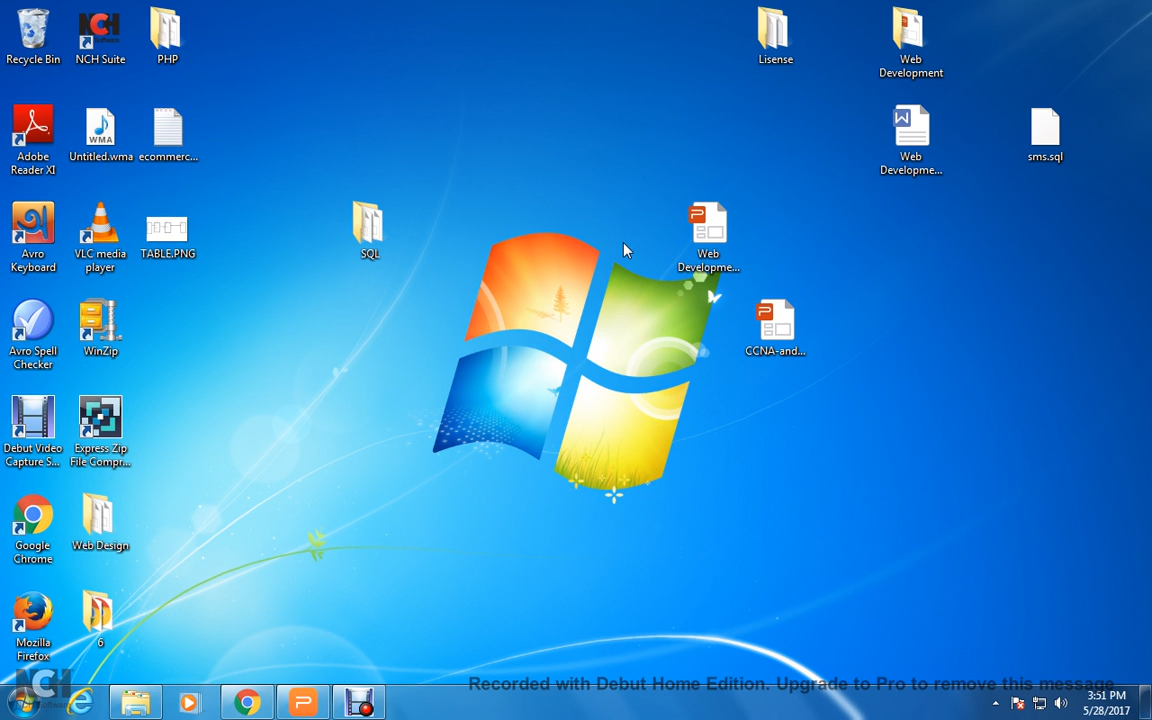 Recycle Bin
NCH Suite
PHP
Lisense
Web
Development
Adobe
Reader XI
Untitled.wma
ecommerc...
Web
Developme...
sms.sql
Avro
Keyboard
VLC media
player
TABLE.PNG
SQL
Web
Developme...
Avro Spell
Checker
WinZip
CCNA-and...
Debut Video
Capture S...
Express Zip
File Compr...
Google
Chrome
Web Design
Mozilla
Firefox
6
Recorded with Debut Home Edition. Upgrade to Pro to remove this message
3:51 PM
5/28/2017